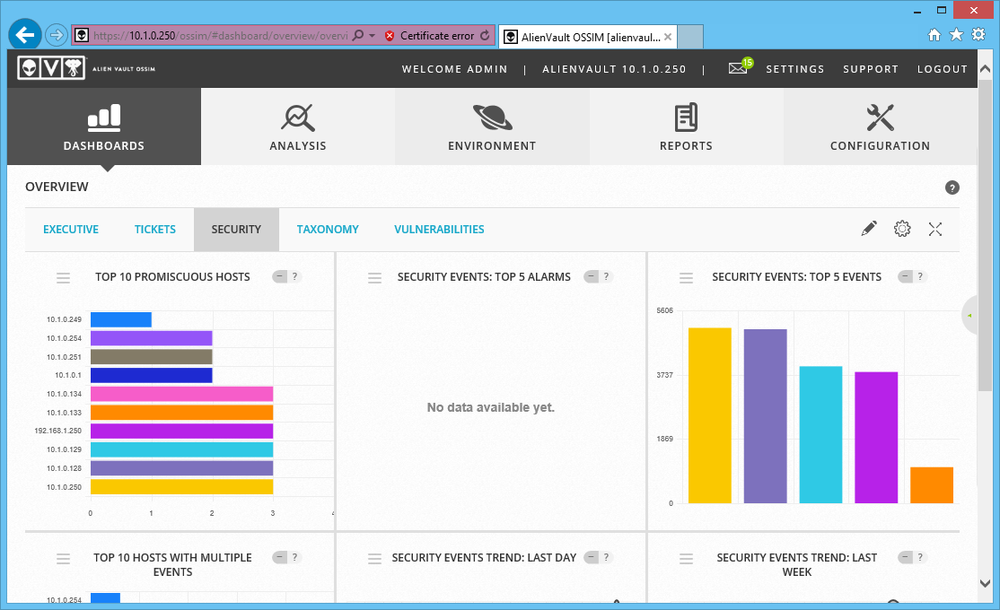 https://10.1.0.250/ossim/#dashboard/overview/overvi
Certificate error
AlienVault OSSIM [alienvaul...
ALIEN VAULT OSSIM
WELCOME ADMIN | ALIENVAULT 10.1.0.250 | 15 SETTINGS SUPPORT LOGOUT
DASHBOARDS ANALYSIS ENVIRONMENT REPORTS CONFIGURATION
OVERVIEW
?
EXECUTIVE TICKETS SECURITY TAXONOMY VULNERABILITIES
TOP 10 PROMISCUOUS HOSTS ?
10.1.0.249
10.1.0.254
10.1.0.251
10.1.0.1
10.1.0.134
10.1.0.133
192.168.1.250
10.1.0.129
10.1.0.128
10.1.0.250
0 1 2 3
SECURITY EVENTS: TOP 5 ALARMS ?
No data available yet.
SECURITY EVENTS: TOP 5 EVENTS ?
5606
3737
1869
0
TOP 10 HOSTS WITH MULTIPLE ?
EVENTS
10.1.0.254
SECURITY EVENTS TREND: LAST DAY ?
SECURITY EVENTS TREND: LAST ?
WEEK